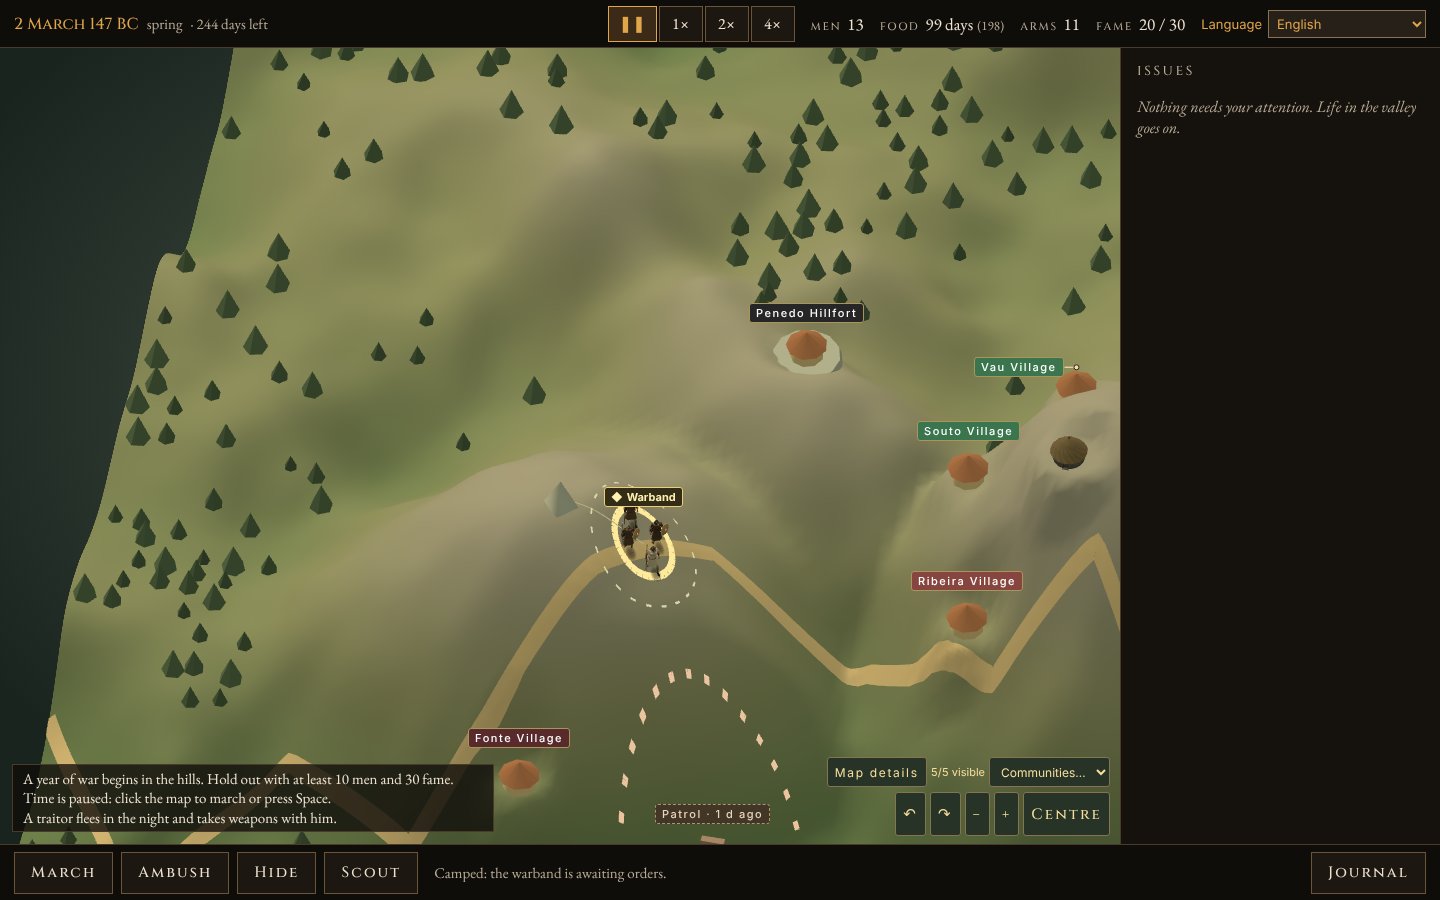 2 March 147 BC spring · 244 days left
1× 2× 4×
MEN 13 FOOD 99 days (198) ARMS 11 FAME 20 / 30 Language English
ISSUES
Nothing needs your attention. Life in the valley
goes on.
Penedo Hillfort
Vau Village
Souto Village
Warband
Ribeira Village
Fonte Village
A year of war begins in the hills. Hold out with at least 10 men and 30 fame.
Time is paused: click the map to march or press Space.
A traitor flees in the night and takes weapons with him.
Patrol · 1 d ago
Map details 5/5 visible Communities...
− + Centre
March Ambush Hide Scout Camped: the warband is awaiting orders. Journal